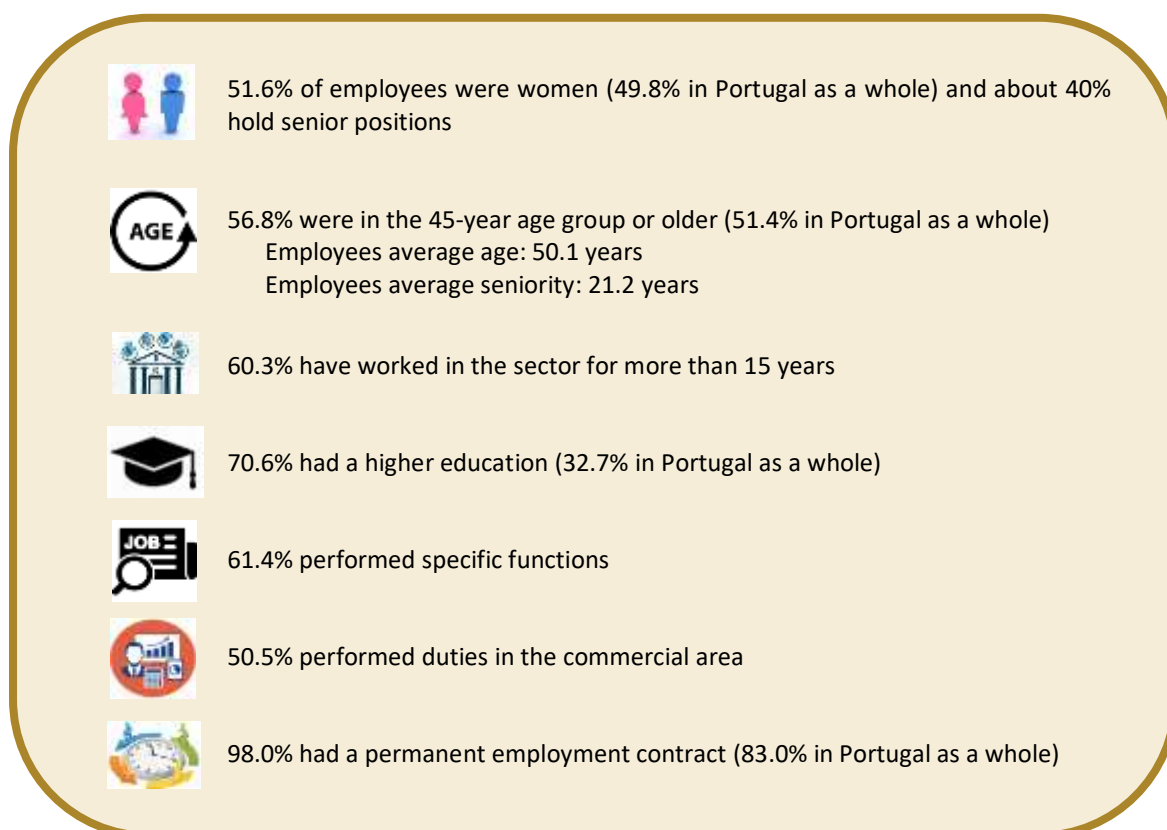 51.6% of employees were women (49.8% in Portugal as a whole) and about 40%
hold senior positions
AGE
56.8% were in the 45-year age group or older (51.4% in Portugal as a whole)
Employees average age: 50.1 years
Employees average seniority: 21.2 years
60.3% have worked in the sector for more than 15 years
70.6% had a higher education (32.7% in Portugal as a whole)
JOB
61.4% performed specific functions
50.5% performed duties in the commercial area
98.0% had a permanent employment contract (83.0% in Portugal as a whole)